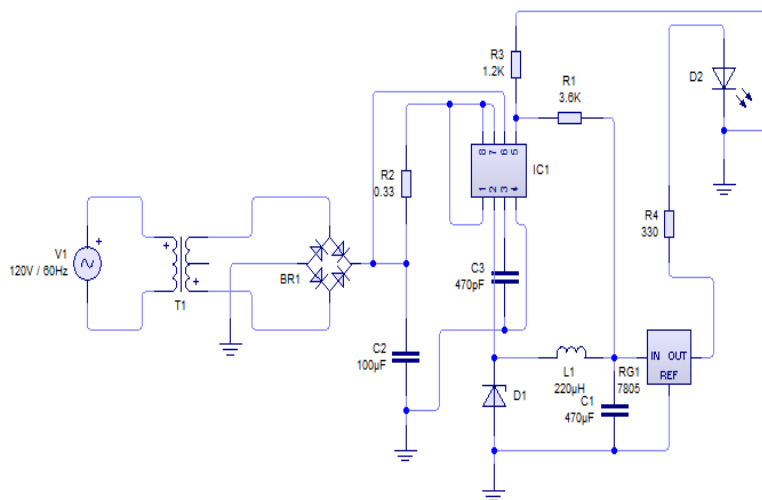 R3
1.2K
R1
3.6K
D2
8 7 6 5
1 2 3 4
IC1
R2
0.33
R4
330
V1
120V / 60Hz
T1
BR1
C3
470pF
C2
100µF
D1
L1
220µH
C1
470µF
RG1
7805
IN OUT
REF